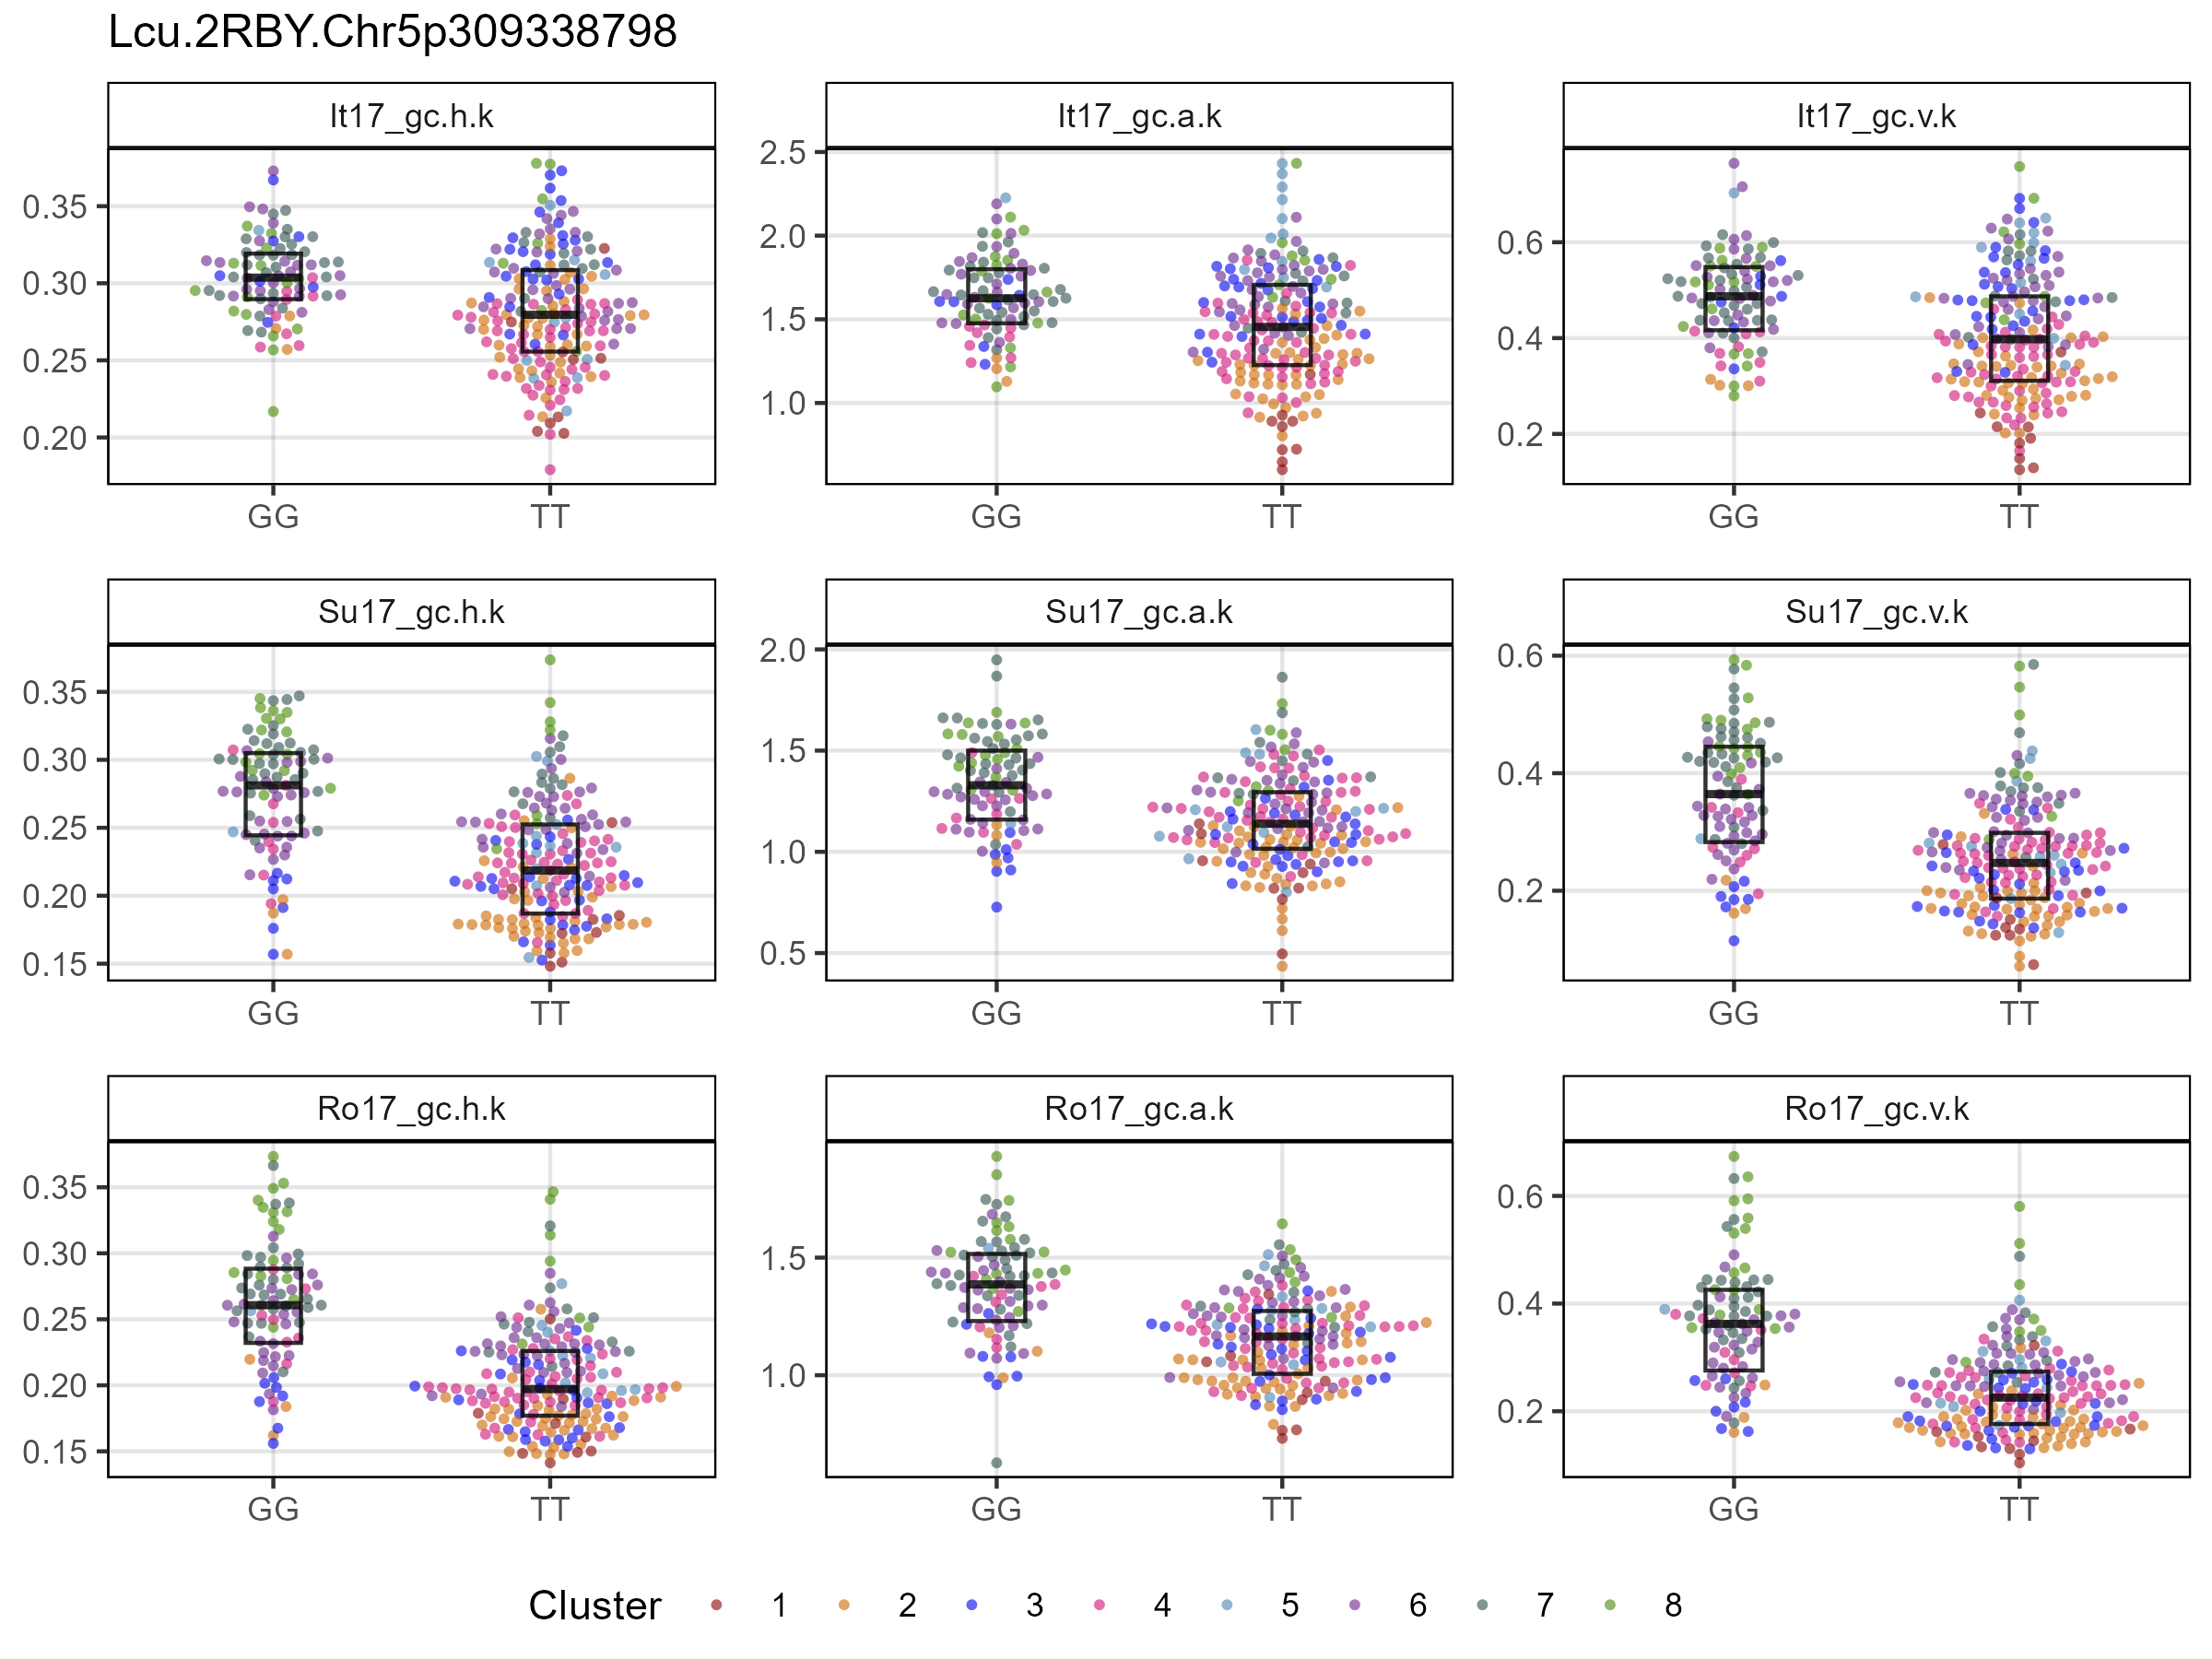 Lcu.2RBY.Chr5p309338798
It17_gc.h.k
0.35
0.30
0.25
0.20
GG TT
It17_gc.a.k
2.5
2.0
1.5
1.0
GG TT
It17_gc.v.k
0.6
0.4
0.2
GG TT
Su17_gc.h.k
0.35
0.30
0.25
0.20
0.15
GG TT
Su17_gc.a.k
2.0
1.5
1.0
0.5
GG TT
Su17_gc.v.k
0.6
0.4
0.2
GG TT
Ro17_gc.h.k
0.35
0.30
0.25
0.20
0.15
GG TT
Ro17_gc.a.k
1.5
1.0
GG TT
Ro17_gc.v.k
0.6
0.4
0.2
GG TT
Cluster 1 2 3 4 5 6 7 8